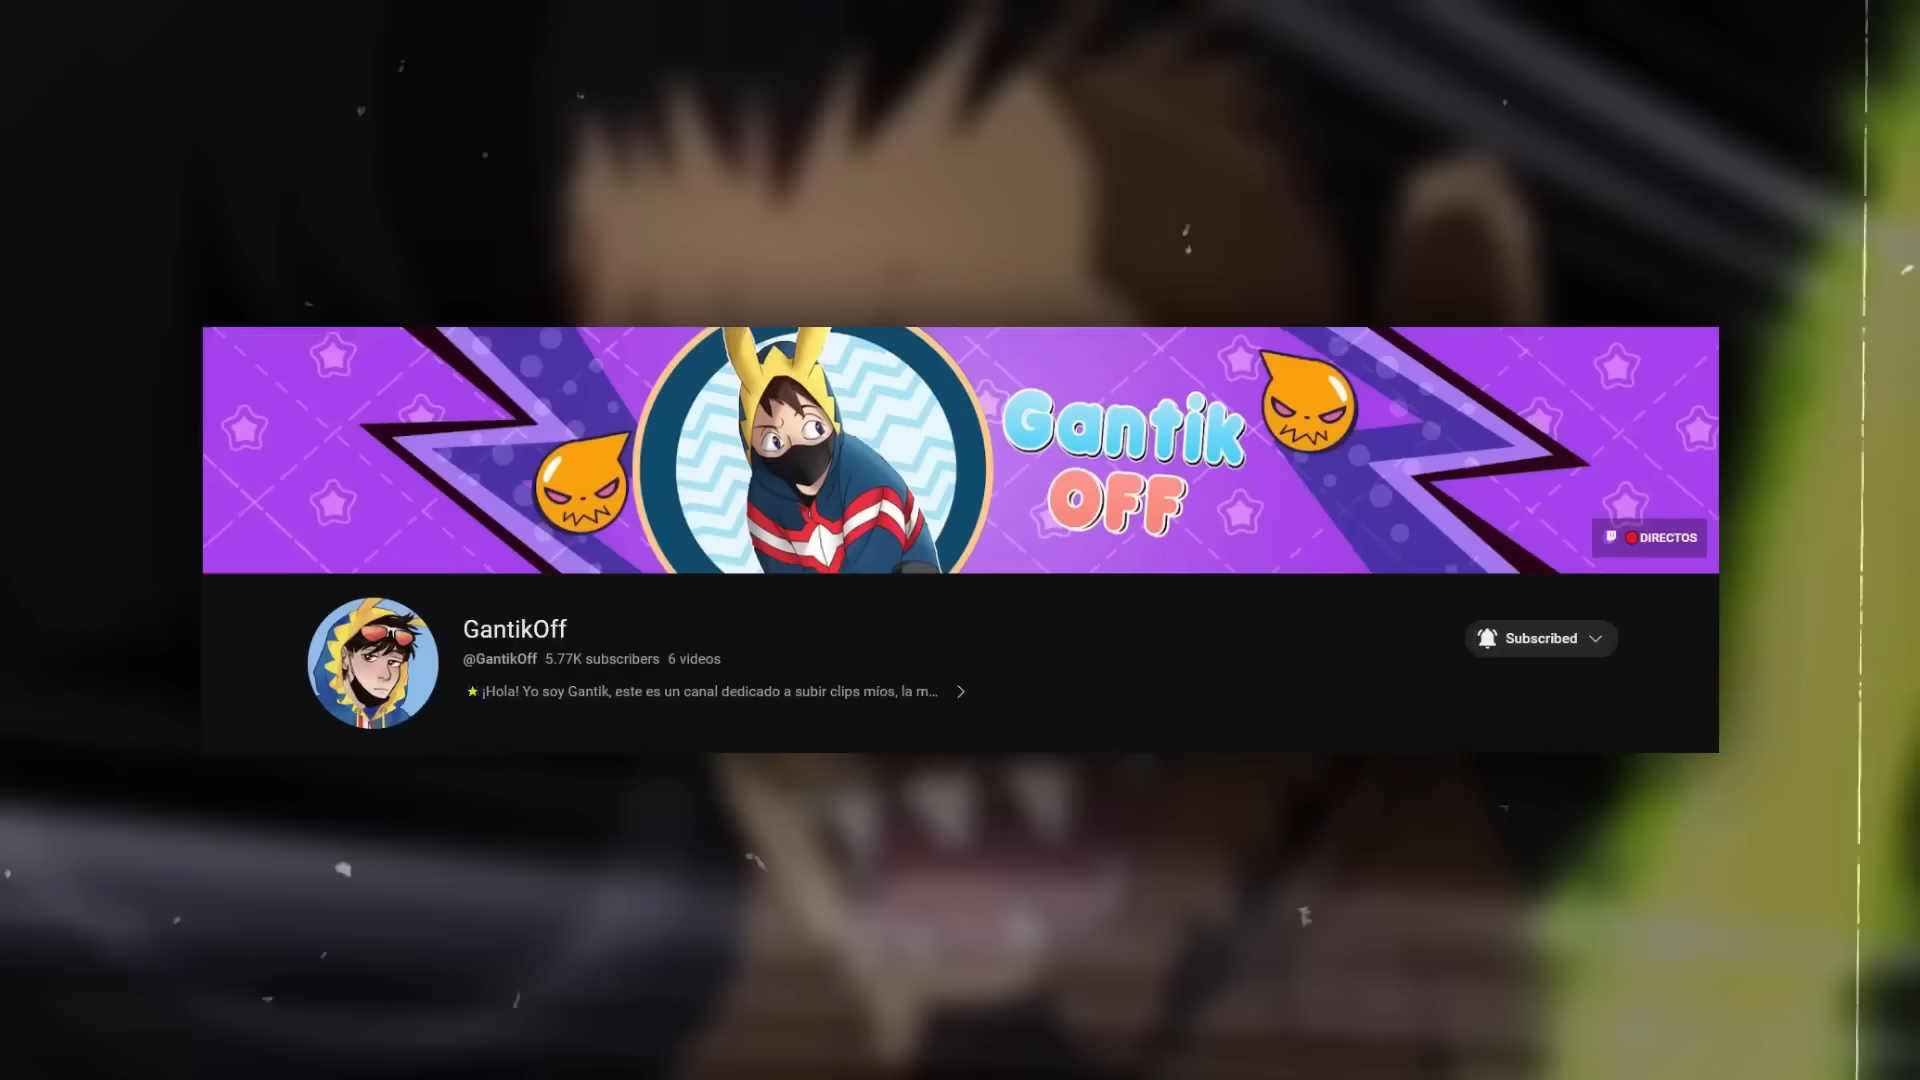 Gantik
OFF
DIRECTOS
GantikOff
@GantikOff 5.77K subscribers 6 videos
¡Hola! Yo soy Gantik, este es un canal dedicado a subir clips míos, la m...
Subscribed